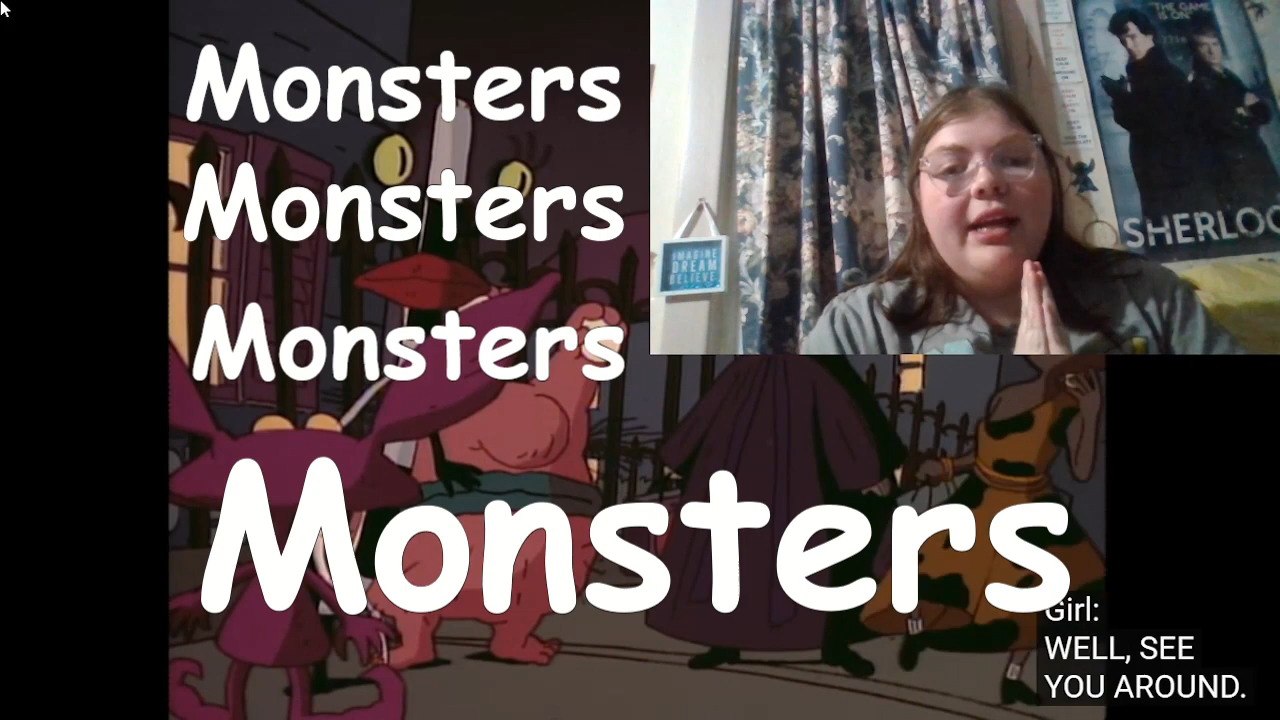 Monsters
Monsters
Monsters
Monsters
"THE GAME
IS ON"
SHERLOC
IMAGINE
DREAM
BELIEVE
Girl:
WELL, SEE
YOU AROUND.